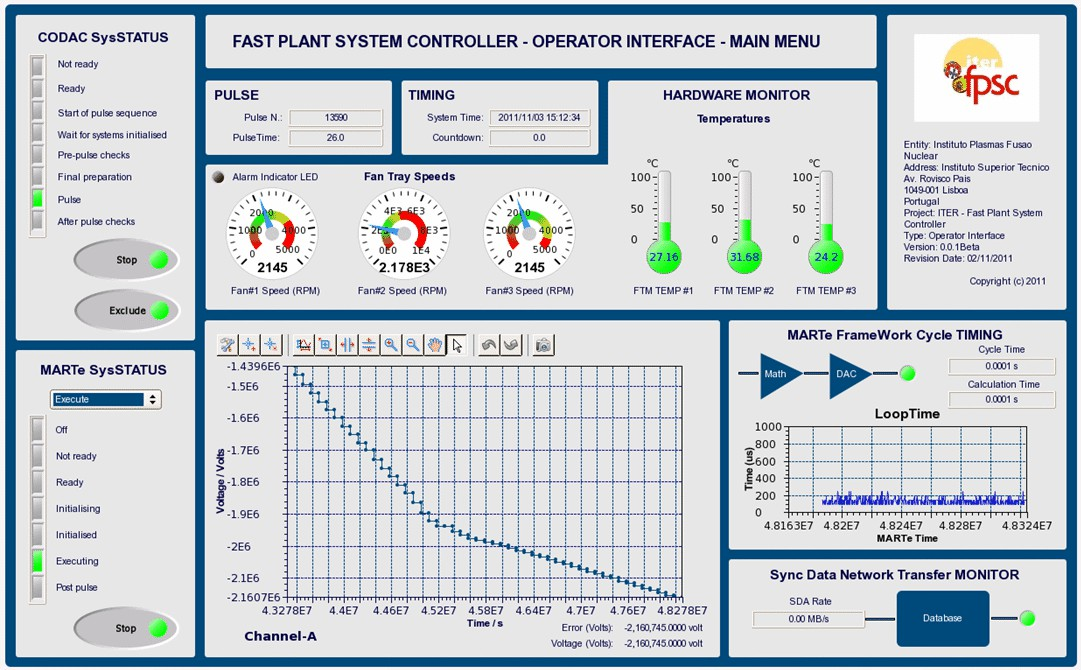 CODAC SysSTATUS
Not ready
Ready
Start of pulse sequence
Wait for systems initialised
Pre-pulse checks
Final preparation
Pulse
After pulse checks
Stop
Exclude
MARTe SysSTATUS
Execute
Off
Not ready
Ready
Initialising
Initialised
Executing
Post pulse
Stop
FAST PLANT SYSTEM CONTROLLER - OPERATOR INTERFACE - MAIN MENU
PULSE
Pulse N.: 13590
PulseTime: 26.0
TIMING
System Time: 2011/11/03 15:12:34
Countdown: 0.0
Alarm Indicator LED
Fan Tray Speeds
1000 2000 4000
0 5000
2145
Fan#1 Speed (RPM)
4E3 6E3
2E3 8E3
0E0 1E4
2.178E3
Fan#2 Speed (RPM)
1000 2000 4000
0 5000
2145
Fan#3 Speed (RPM)
HARDWARE MONITOR
Temperatures
°C °C °C
100 100 100
50 50 50
0 0 0
27.16 31.68 24.2
FTM TEMP #1 FTM TEMP #2 FTM TEMP #3
iter
fpsc
Entity: Instituto Plasmas Fusao
Nuclear
Address: Instituto Superior Tecnico
Av. Rovisco Pais
1049-001 Lisboa
Portugal
Project: ITER - Fast Plant System
Controller
Type: Operator Interface
Version: 0.0.1Beta
Revision Date: 02/11/2011
Copyright (c) 2011
Voltage / Volts
-1.4396E6
-1.5E6
-1.6E6
-1.7E6
-1.8E6
-1.9E6
-2E6
-2.1E6
-2.1607E6
4.3278E7 4.4E7 4.46E7 4.52E7 4.58E7 4.64E7 4.7E7 4.76E7 4.8278E7
Time / s
Channel-A
Error (Volts): -2,160,745.0000 volt
Voltage (Volts): -2,160,745.0000 volt
MARTe FrameWork Cycle TIMING
Math DAC
Cycle Time
0.0001 s
Calculation Time
0.0001 s
LoopTime
Time (us)
1000
800
600
400
200
0
4.8163E7 4.82E7 4.824E7 4.828E7 4.8324E7
MARTe Time
Sync Data Network Transfer MONITOR
SDA Rate
0.00 MB/s
Database